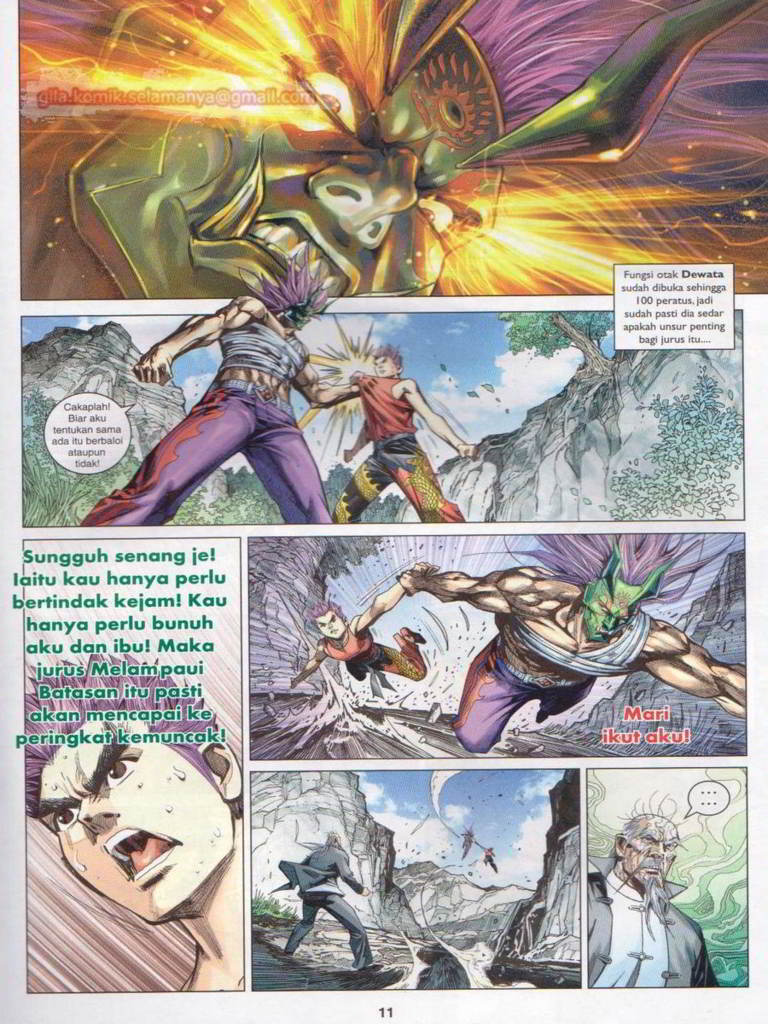 gila.komik.selamanya@gmail.com
Fungsi otak Dewata
sudah dibuka sehingga
100 peratus, jadi
sudah pasti dia sedar
apakah unsur penting
bagi jurus itu....
Cakaplah!
Biar aku
tentukan sama
ada itu berbaloi
ataupun
tidak!
Sungguh senang je!
Iaitu kau hanya perlu
bertindak kejam! Kau
hanya perlu bunuh
aku dan ibu! Maka
jurus Melampaui
Batasan itu pasti
akan mencapai ke
peringkat kemuncak!
Mari
ikut aku!
... ...
11